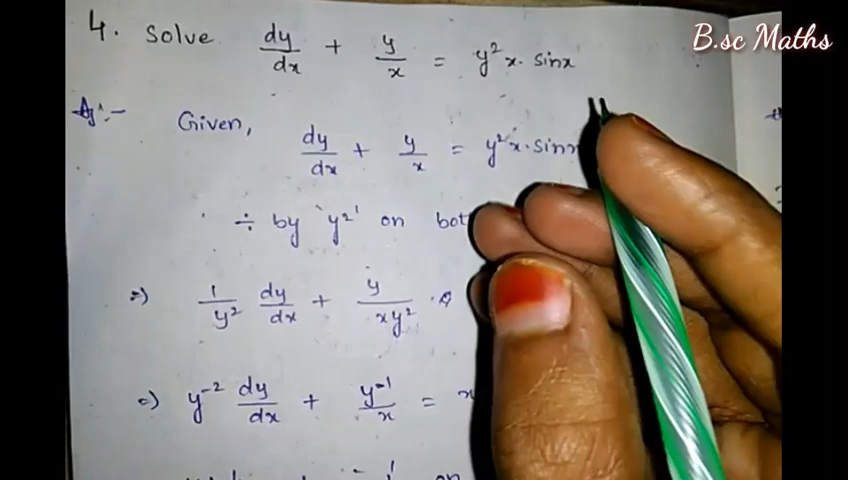 B.sc Maths
4. Solve dy/dx + y/x = y²x. sinx
Given,
dy/dx + y/x = y²x.sinx
÷ by 'y²' on
⇒) 1/y² dy/dx + y/xy²
⇒) y⁻² dy/dx + y⁻¹/x = x